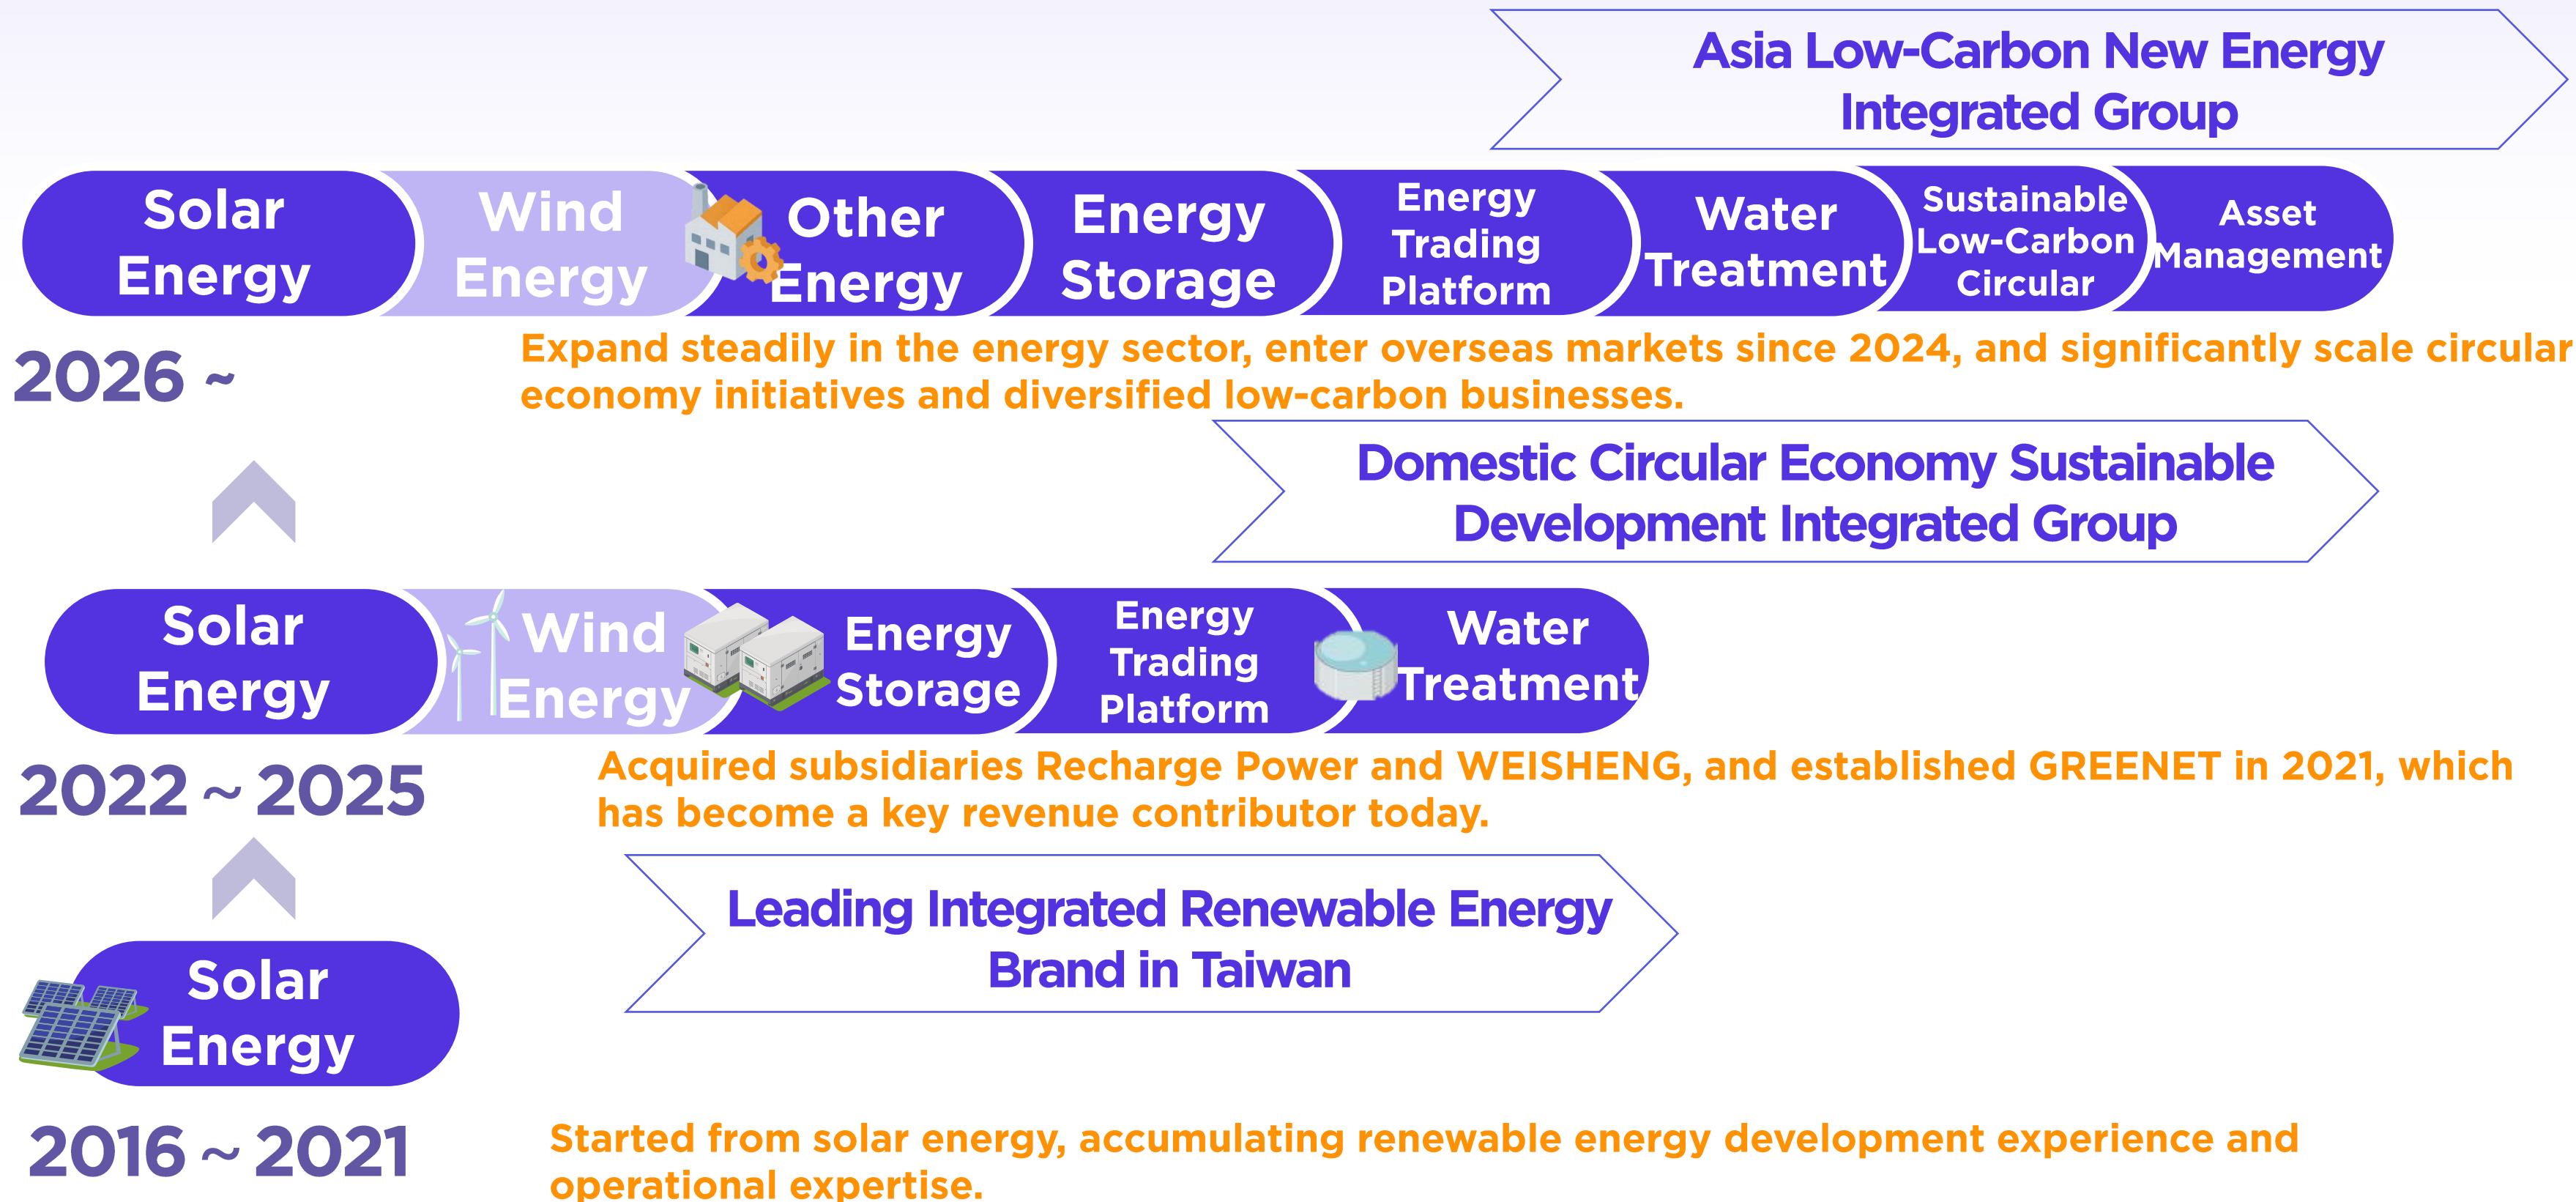 Asia Low-Carbon New Energy
Integrated Group
Solar
Energy
Wind
Energy
Other
Energy
Energy
Storage
Energy
Trading
Platform
Water
Treatment
Sustainable
Low-Carbon
Circular
Asset
Management
2026 ~
Expand steadily in the energy sector, enter overseas markets since 2024, and significantly scale circular
economy initiatives and diversified low-carbon businesses.
Domestic Circular Economy Sustainable
Development Integrated Group
Solar
Energy
Wind
Energy
Energy
Storage
Energy
Trading
Platform
Water
Treatment
2022 ~ 2025
Acquired subsidiaries Recharge Power and WEISHENG, and established GREENET in 2021, which
has become a key revenue contributor today.
Leading Integrated Renewable Energy
Brand in Taiwan
Solar
Energy
2016 ~ 2021
Started from solar energy, accumulating renewable energy development experience and
operational expertise.